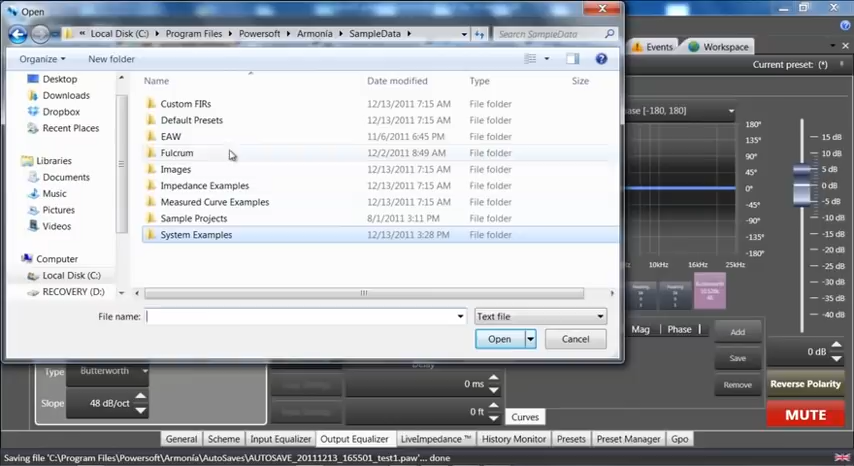 Open
Local Disk (C:) Program Files Powersoft Armonía SampleData Search SampleData
Organize New folder
Events Workspace
Current preset: (*)
Desktop
Downloads
Dropbox
Recent Places
Libraries
Documents
Music
Pictures
Videos
Computer
Local Disk (C:)
RECOVERY (D:)
Name Date modified Type Size
Custom FIRs 12/13/2011 7:15 AM File folder
Default Presets 12/13/2011 7:15 AM File folder
EAW 11/6/2011 6:45 PM File folder
Fulcrum 12/2/2011 8:49 AM File folder
Images 12/13/2011 7:15 AM File folder
Impedance Examples 12/13/2011 7:15 AM File folder
Measured Curve Examples 12/13/2011 7:15 AM File folder
Sample Projects 8/1/2011 3:11 PM File folder
System Examples 12/13/2011 3:28 PM File folder
File name: Text file
Open Cancel
Phase [-180, 180]
180°
135°
90°
45°
0°
-45°
-90°
-135°
-180°
10kHz 16kHz 25kHz
15 dB
10 dB
5 dB
0 dB
-5 dB
-10 dB
-15 dB
-20 dB
-25 dB
-30 dB
-35 dB
-40 dB
Mag Phase
Add
Save
Remove
0 dB
Reverse Polarity
MUTE
Type Butterworth
Slope 48 dB/oct
Delay
0 ms
0 ft
Curves
General Scheme Input Equalizer Output Equalizer LiveImpedance ™ History Monitor Presets Preset Manager Gpo
Saving file 'C:\Program Files\Powersoft\Armonía\AutoSaves\AUTOSAVE_20111213_165501_test1.paw'... done